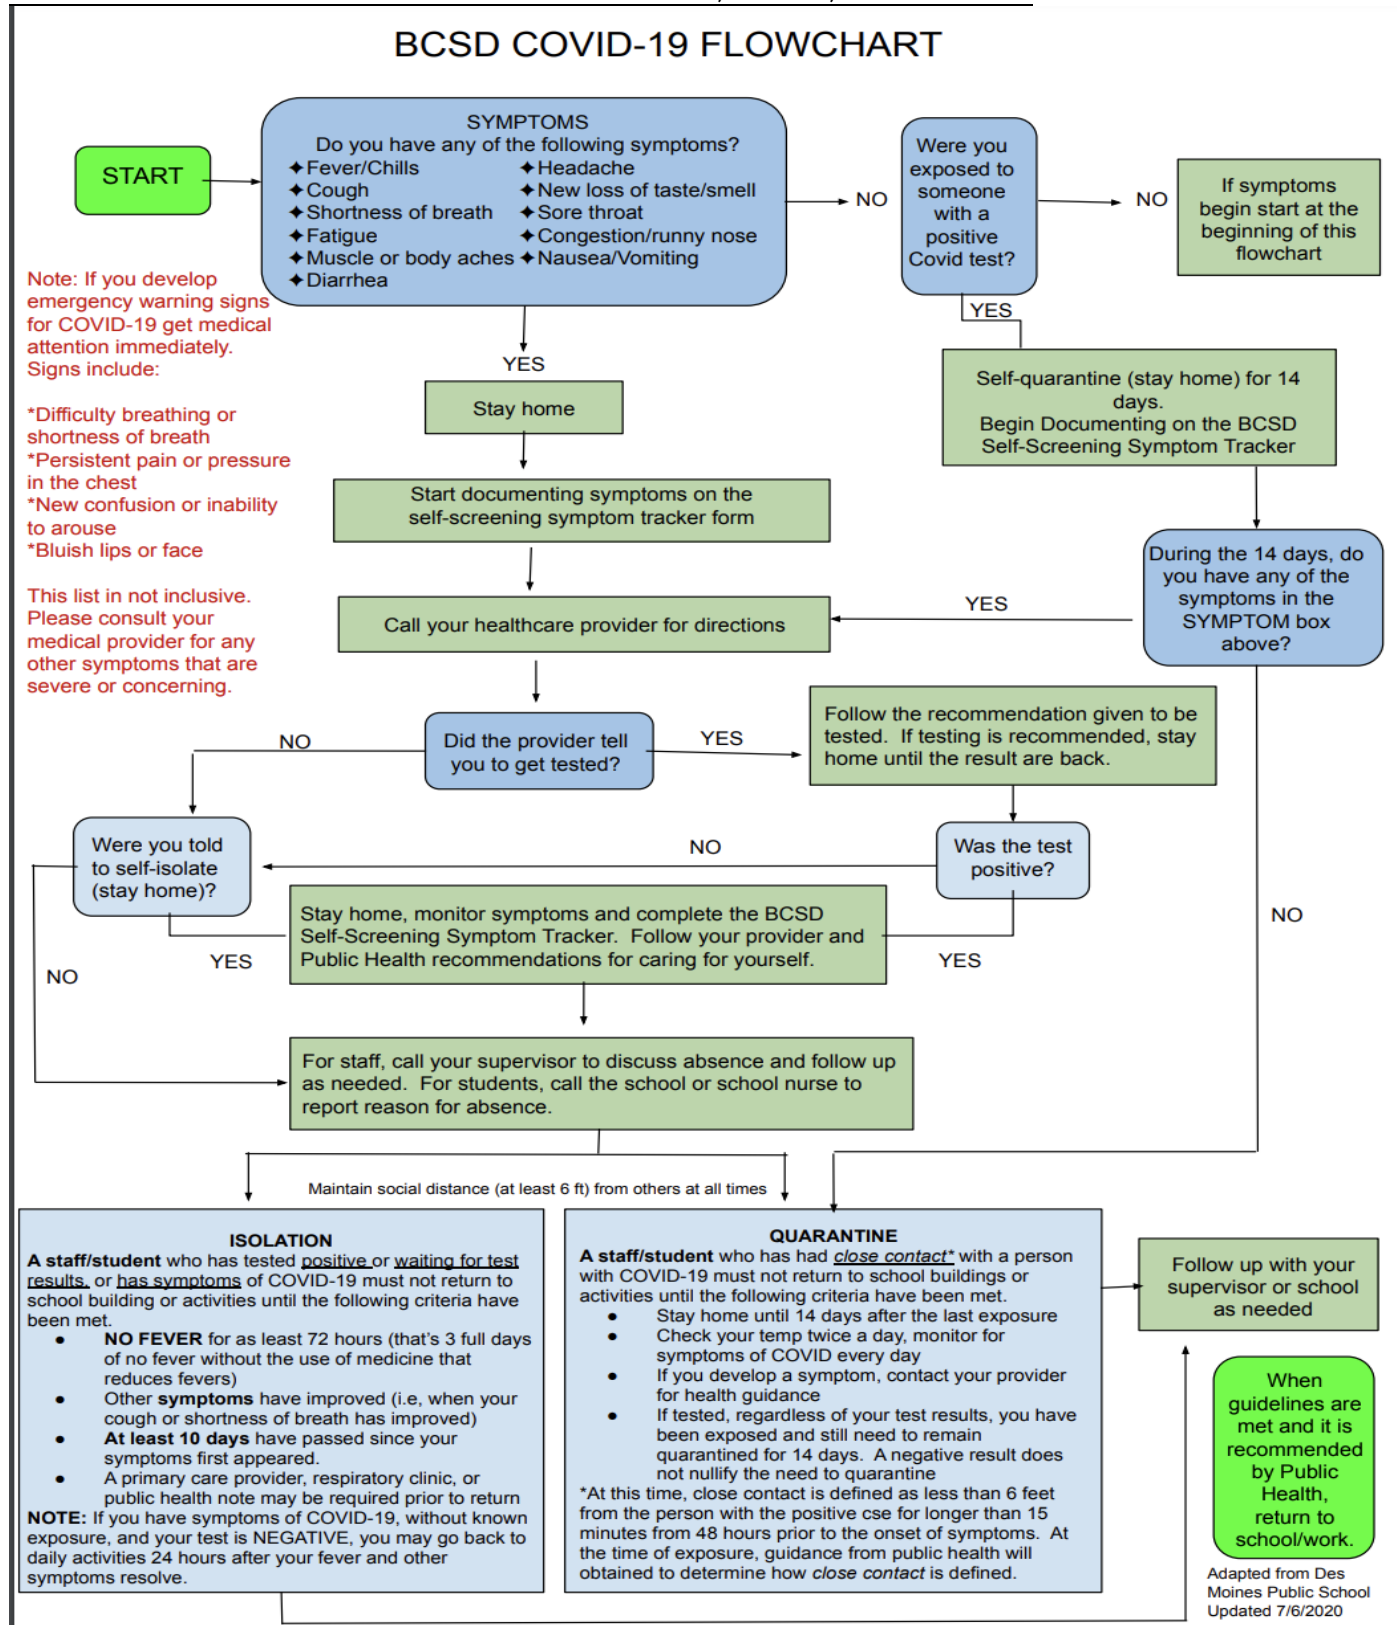 BCSD COVID-19 FLOWCHART
START
SYMPTOMS
Do you have any of the following symptoms?
✦Fever/Chills
✦Cough
✦Shortness of breath
✦Fatigue
✦Muscle or body aches
✦Diarrhea
✦Headache
✦New loss of taste/smell
✦Sore throat
✦Congestion/runny nose
✦Nausea/Vomiting
NO
Were you
exposed to
someone
with a
positive
Covid test?
NO
If symptoms
begin start at the
beginning of this
flowchart
YES
Self-quarantine (stay home) for 14
days.
Begin Documenting on the BCSD
Self-Screening Symptom Tracker
Note: If you develop
emergency warning signs
for COVID-19 get medical
attention immediately.
Signs include:
*Difficulty breathing or
shortness of breath
*Persistent pain or pressure
in the chest
*New confusion or inability
to arouse
*Bluish lips or face
This list in not inclusive.
Please consult your
medical provider for any
other symptoms that are
severe or concerning.
YES
Stay home
Start documenting symptoms on the
self-screening symptom tracker form
Call your healthcare provider for directions
YES
During the 14 days, do
you have any of the
symptoms in the
SYMPTOM box
above?
NO
Did the provider tell
you to get tested?
YES
Follow the recommendation given to be
tested. If testing is recommended, stay
home until the result are back.
Were you told
to self-isolate
(stay home)?
NO
Was the test
positive?
NO
Stay home, monitor symptoms and complete the BCSD
Self-Screening Symptom Tracker. Follow your provider and
Public Health recommendations for caring for yourself.
YES
YES
NO
For staff, call your supervisor to discuss absence and follow up
as needed. For students, call the school or school nurse to
report reason for absence.
Maintain social distance (at least 6 ft) from others at all times
ISOLATION
A staff/student who has tested positive or waiting for test
results, or has symptoms of COVID-19 must not return to
school building or activities until the following criteria have
been met.
● NO FEVER for as least 72 hours (that's 3 full days
of no fever without the use of medicine that
reduces fevers)
● Other symptoms have improved (i.e, when your
cough or shortness of breath has improved)
● At least 10 days have passed since your
symptoms first appeared.
● A primary care provider, respiratory clinic, or
public health note may be required prior to return
NOTE: If you have symptoms of COVID-19, without known
exposure, and your test is NEGATIVE, you may go back to
daily activities 24 hours after your fever and other
symptoms resolve.
QUARANTINE
A staff/student who has had close contact* with a person
with COVID-19 must not return to school buildings or
activities until the following criteria have been met.
● Stay home until 14 days after the last exposure
● Check your temp twice a day, monitor for
symptoms of COVID every day
● If you develop a symptom, contact your provider
for health guidance
● If tested, regardless of your test results, you have
been exposed and still need to remain
quarantined for 14 days. A negative result does
not nullify the need to quarantine
*At this time, close contact is defined as less than 6 feet
from the person with the positive cse for longer than 15
minutes from 48 hours prior to the onset of symptoms. At
the time of exposure, guidance from public health will
obtained to determine how close contact is defined.
Follow up with your
supervisor or school
as needed
When
guidelines are
met and it is
recommended
by Public
Health,
return to
school/work.
Adapted from Des
Moines Public School
Updated 7/6/2020